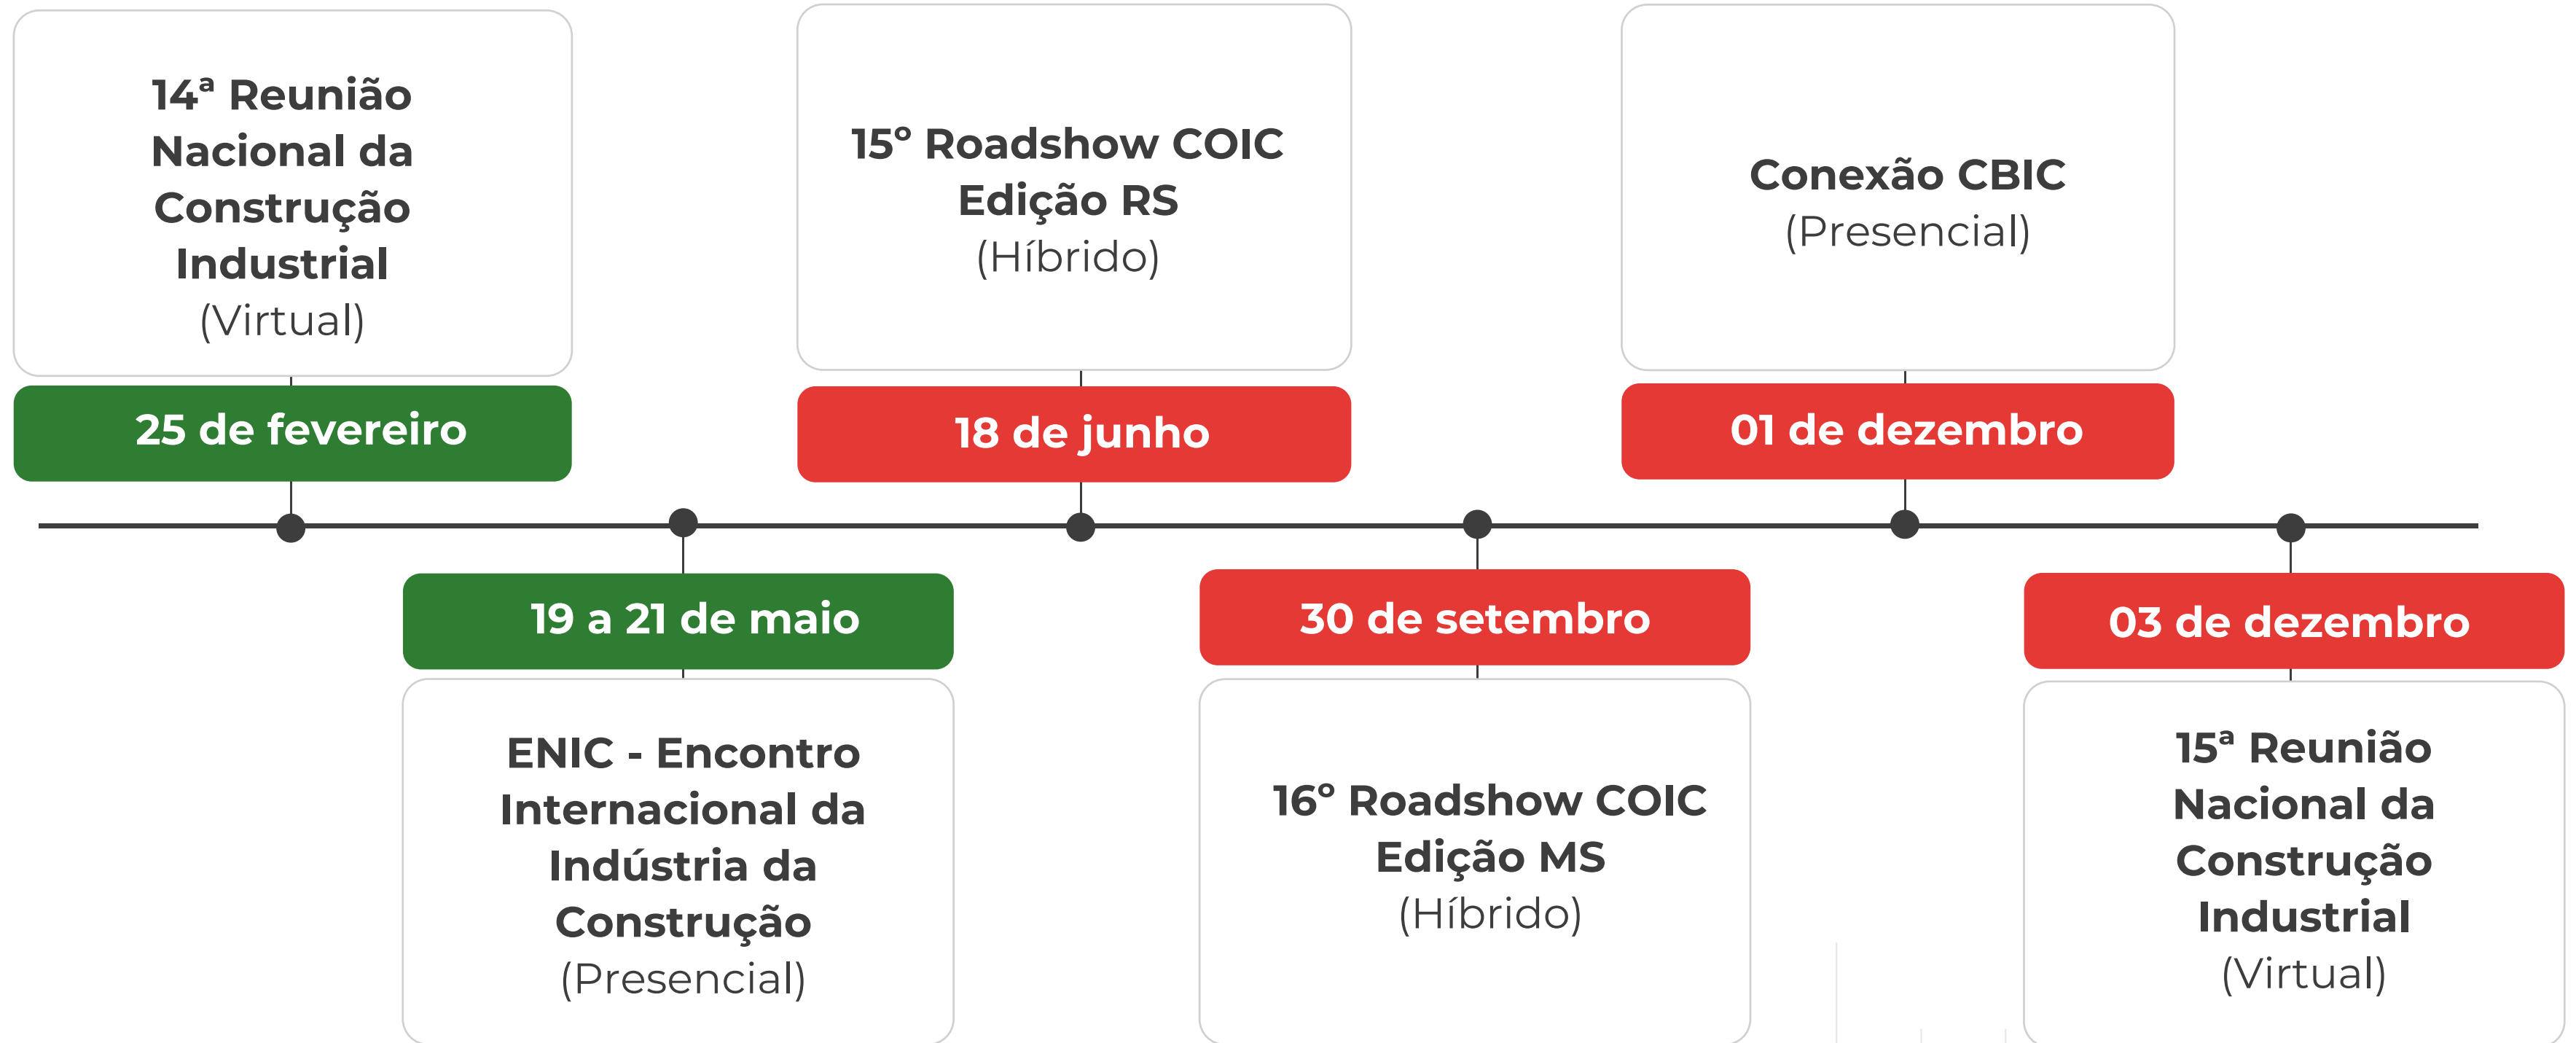 14ª Reunião
Nacional da
Construção
Industrial
(Virtual)
25 de fevereiro
19 a 21 de maio
ENIC - Encontro
Internacional da
Indústria da
Construção
(Presencial)
15º Roadshow COIC
Edição RS
(Híbrido)
18 de junho
30 de setembro
16º Roadshow COIC
Edição MS
(Híbrido)
Conexão CBIC
(Presencial)
01 de dezembro
03 de dezembro
15ª Reunião
Nacional da
Construção
Industrial
(Virtual)